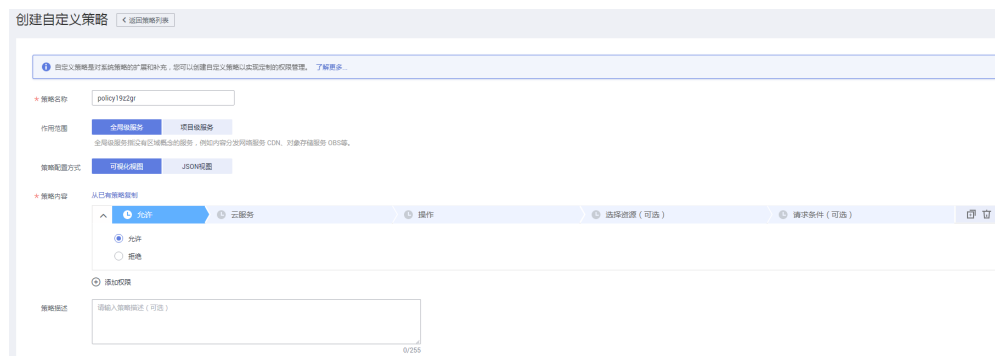 创建自定义策略 < 返回策略列表
自定义策略是对系统策略的扩展和补充，您可以创建自定义策略以实现定制的权限管理。 了解更多...
* 策略名称 policy19z2gr
作用范围 全局级服务 项目级服务
全局级服务指没有区域概念的服务，例如内容分发网络服务 CDN、对象存储服务 OBS等。
策略配置方式 可视化视图 JSON视图
* 策略内容 从已有策略复制
允许 云服务 操作 选择资源（可选） 请求条件（可选）
允许
拒绝
添加权限
策略描述 请输入策略描述（可选）
0/255